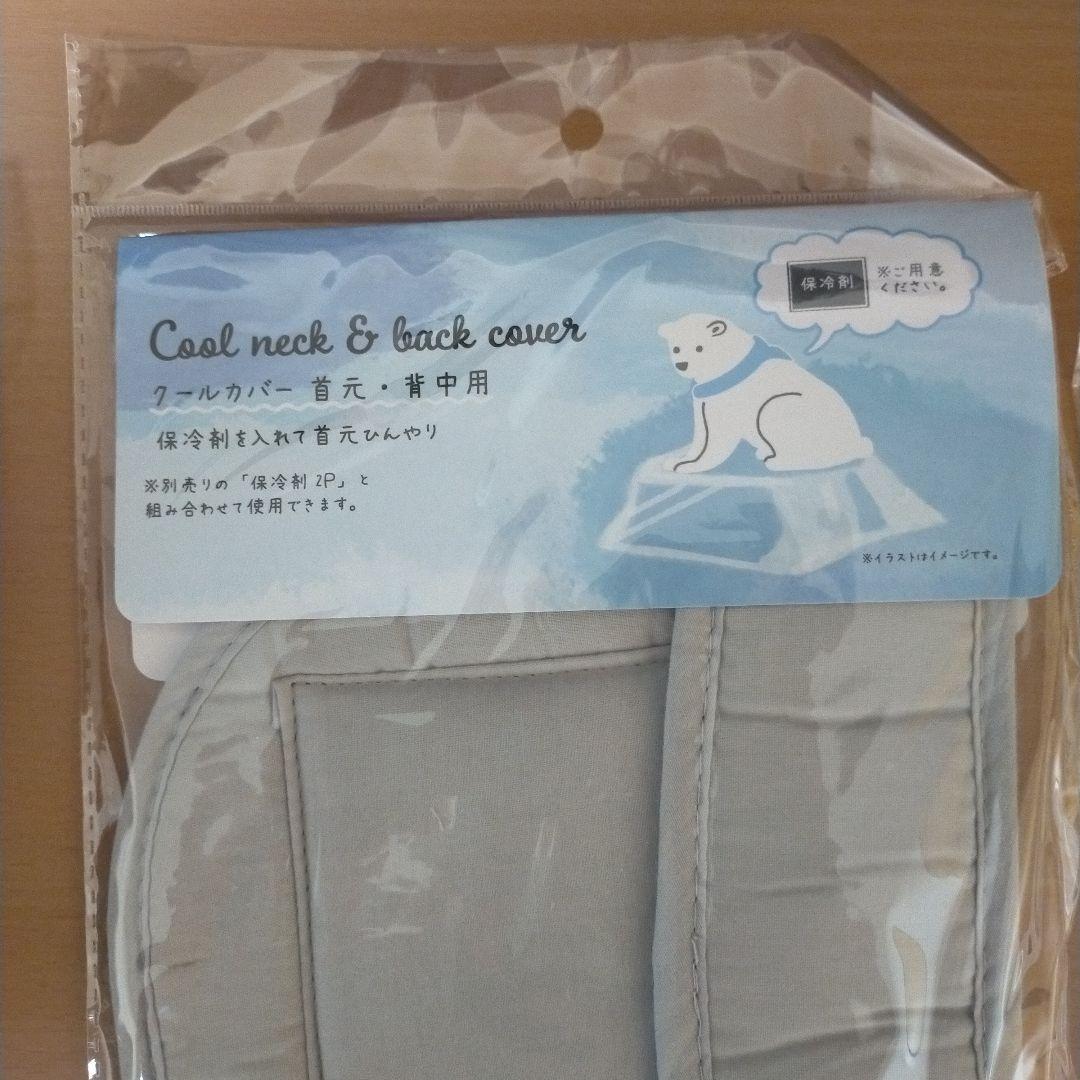 Cool neck & back cover
クールカバー 首元・背中用
保冷剤を入れて首元ひんやり
※別売りの「保冷剤 2P」と
組み合わせて使用できます。
保冷剤
※ご用意
ください。
※イラストはイメージです。